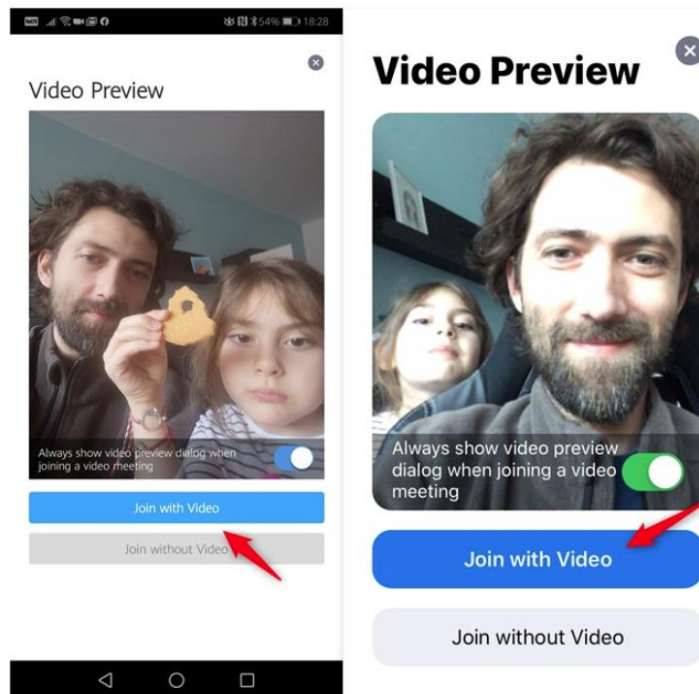 54% 18:28
Video Preview
Always show video preview dialog when
joining a video meeting
Join with Video
Join without Video
Video Preview
Always show video preview
dialog when joining a video
meeting
Join with Video
Join without Video